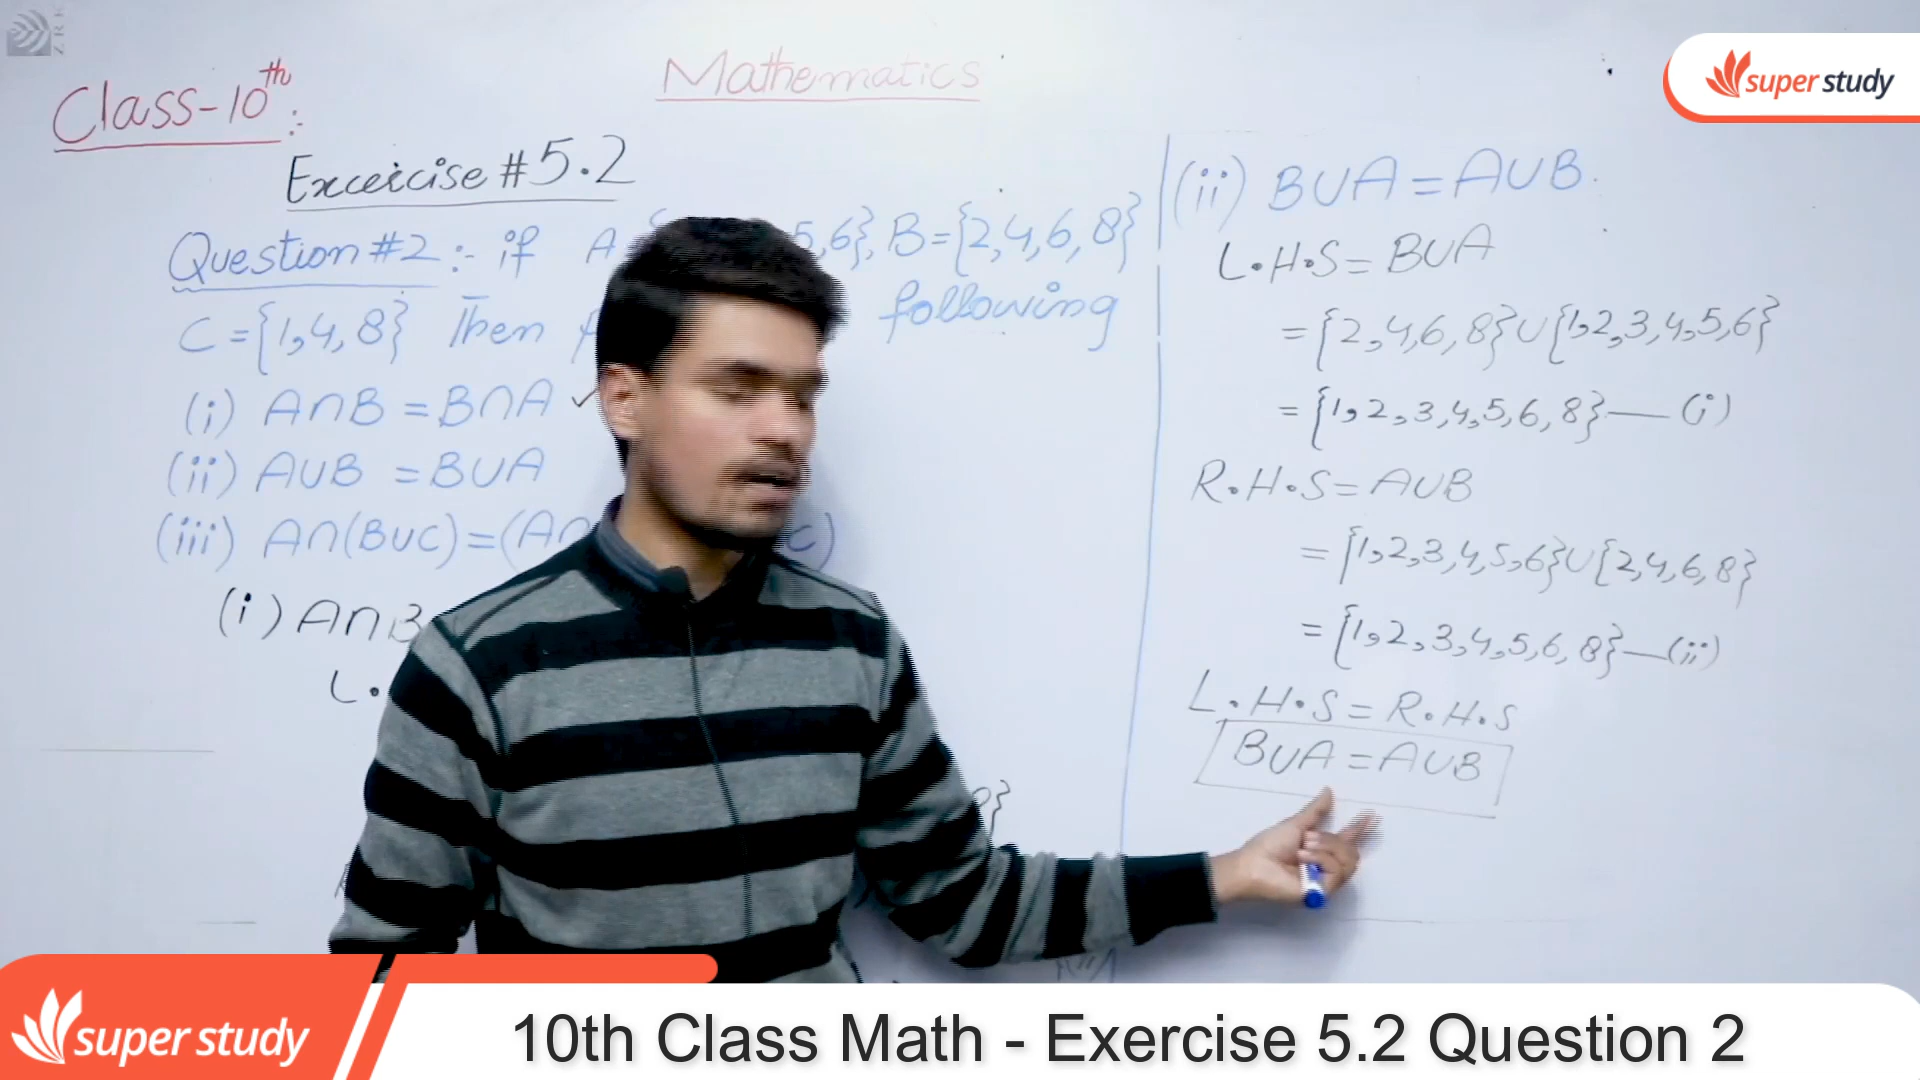 ZRK
Class-10th :-
Mathematics
super study
Excercise #5.2
Question #2 :- if A 5,6}, B={2,4,6,8}
C={1,4,8} Then following
(i) A∩B = B∩A ✓
(ii) A∪B = B∪A
(iii) A∩(B∪C)=(A∩ C)
(i) A∩B
L.
(ii) B∪A = A∪B.
L.H.S = B∪A
= {2,4,6,8}∪{1,2,3,4,5,6}
= {1,2,3,4,5,6,8} — (i)
R.H.S = A∪B
= {1,2,3,4,5,6}∪{2,4,6,8}
= {1,2,3,4,5,6,8} — (ii)
L.H.S = R.H.S
B∪A = A∪B
super study
10th Class Math - Exercise 5.2 Question 2